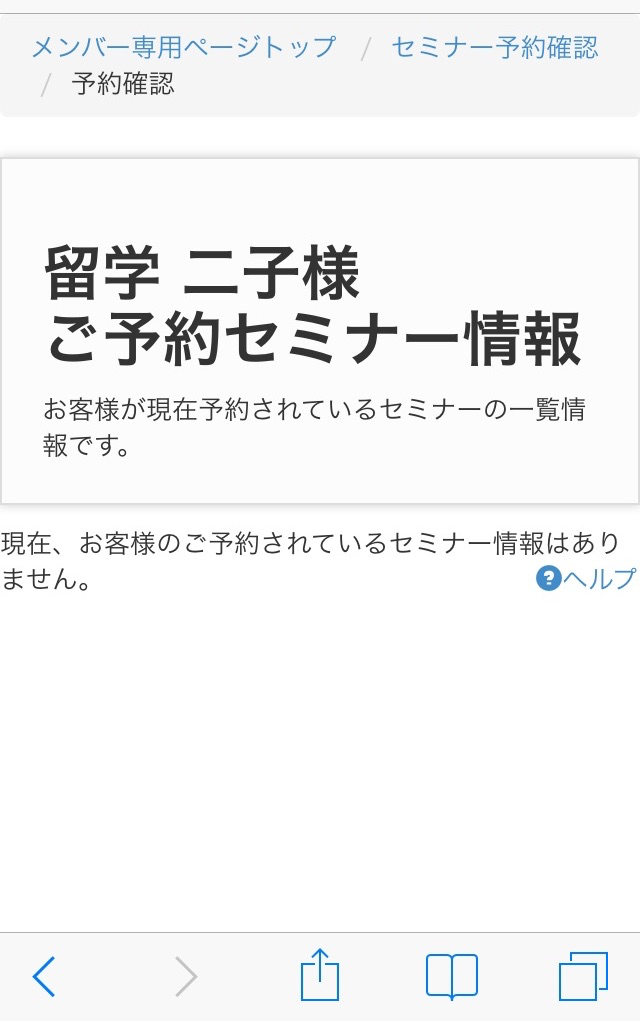 メンバー専用ページトップ / セミナー予約確認
/ 予約確認
留学 二子様
ご予約セミナー情報
お客様が現在予約されているセミナーの一覧情
報です。
現在、お客様のご予約されているセミナー情報はあり
ません。
?ヘルプ